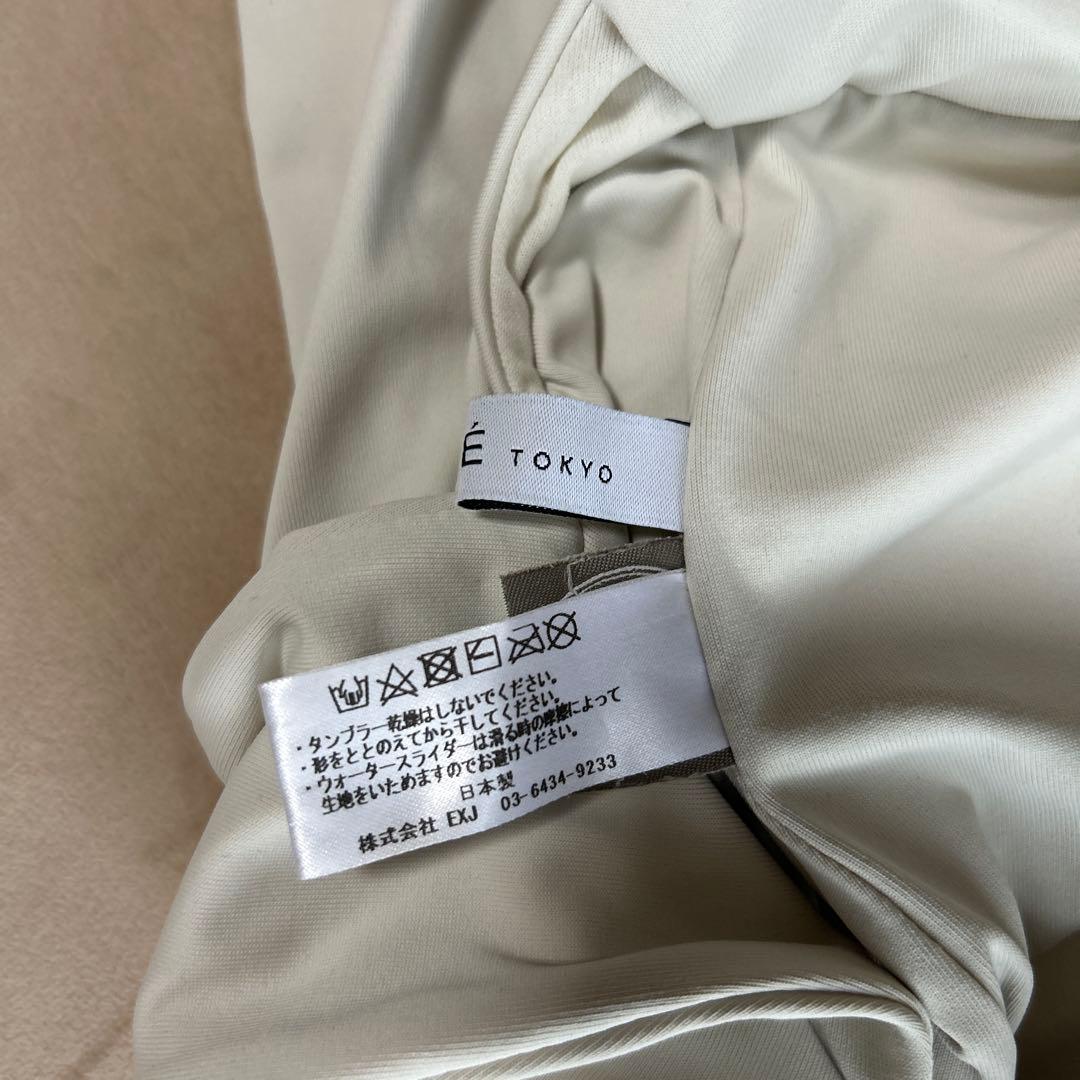 É TOKYO
・タンブラー乾燥はしないでください。
・形をととのえてから干してください。
・ウォータースライダーは滑る時の摩擦によって
生地をいためますのでお避けください。
日本製
株式会社 EXJ 03-6434-9233